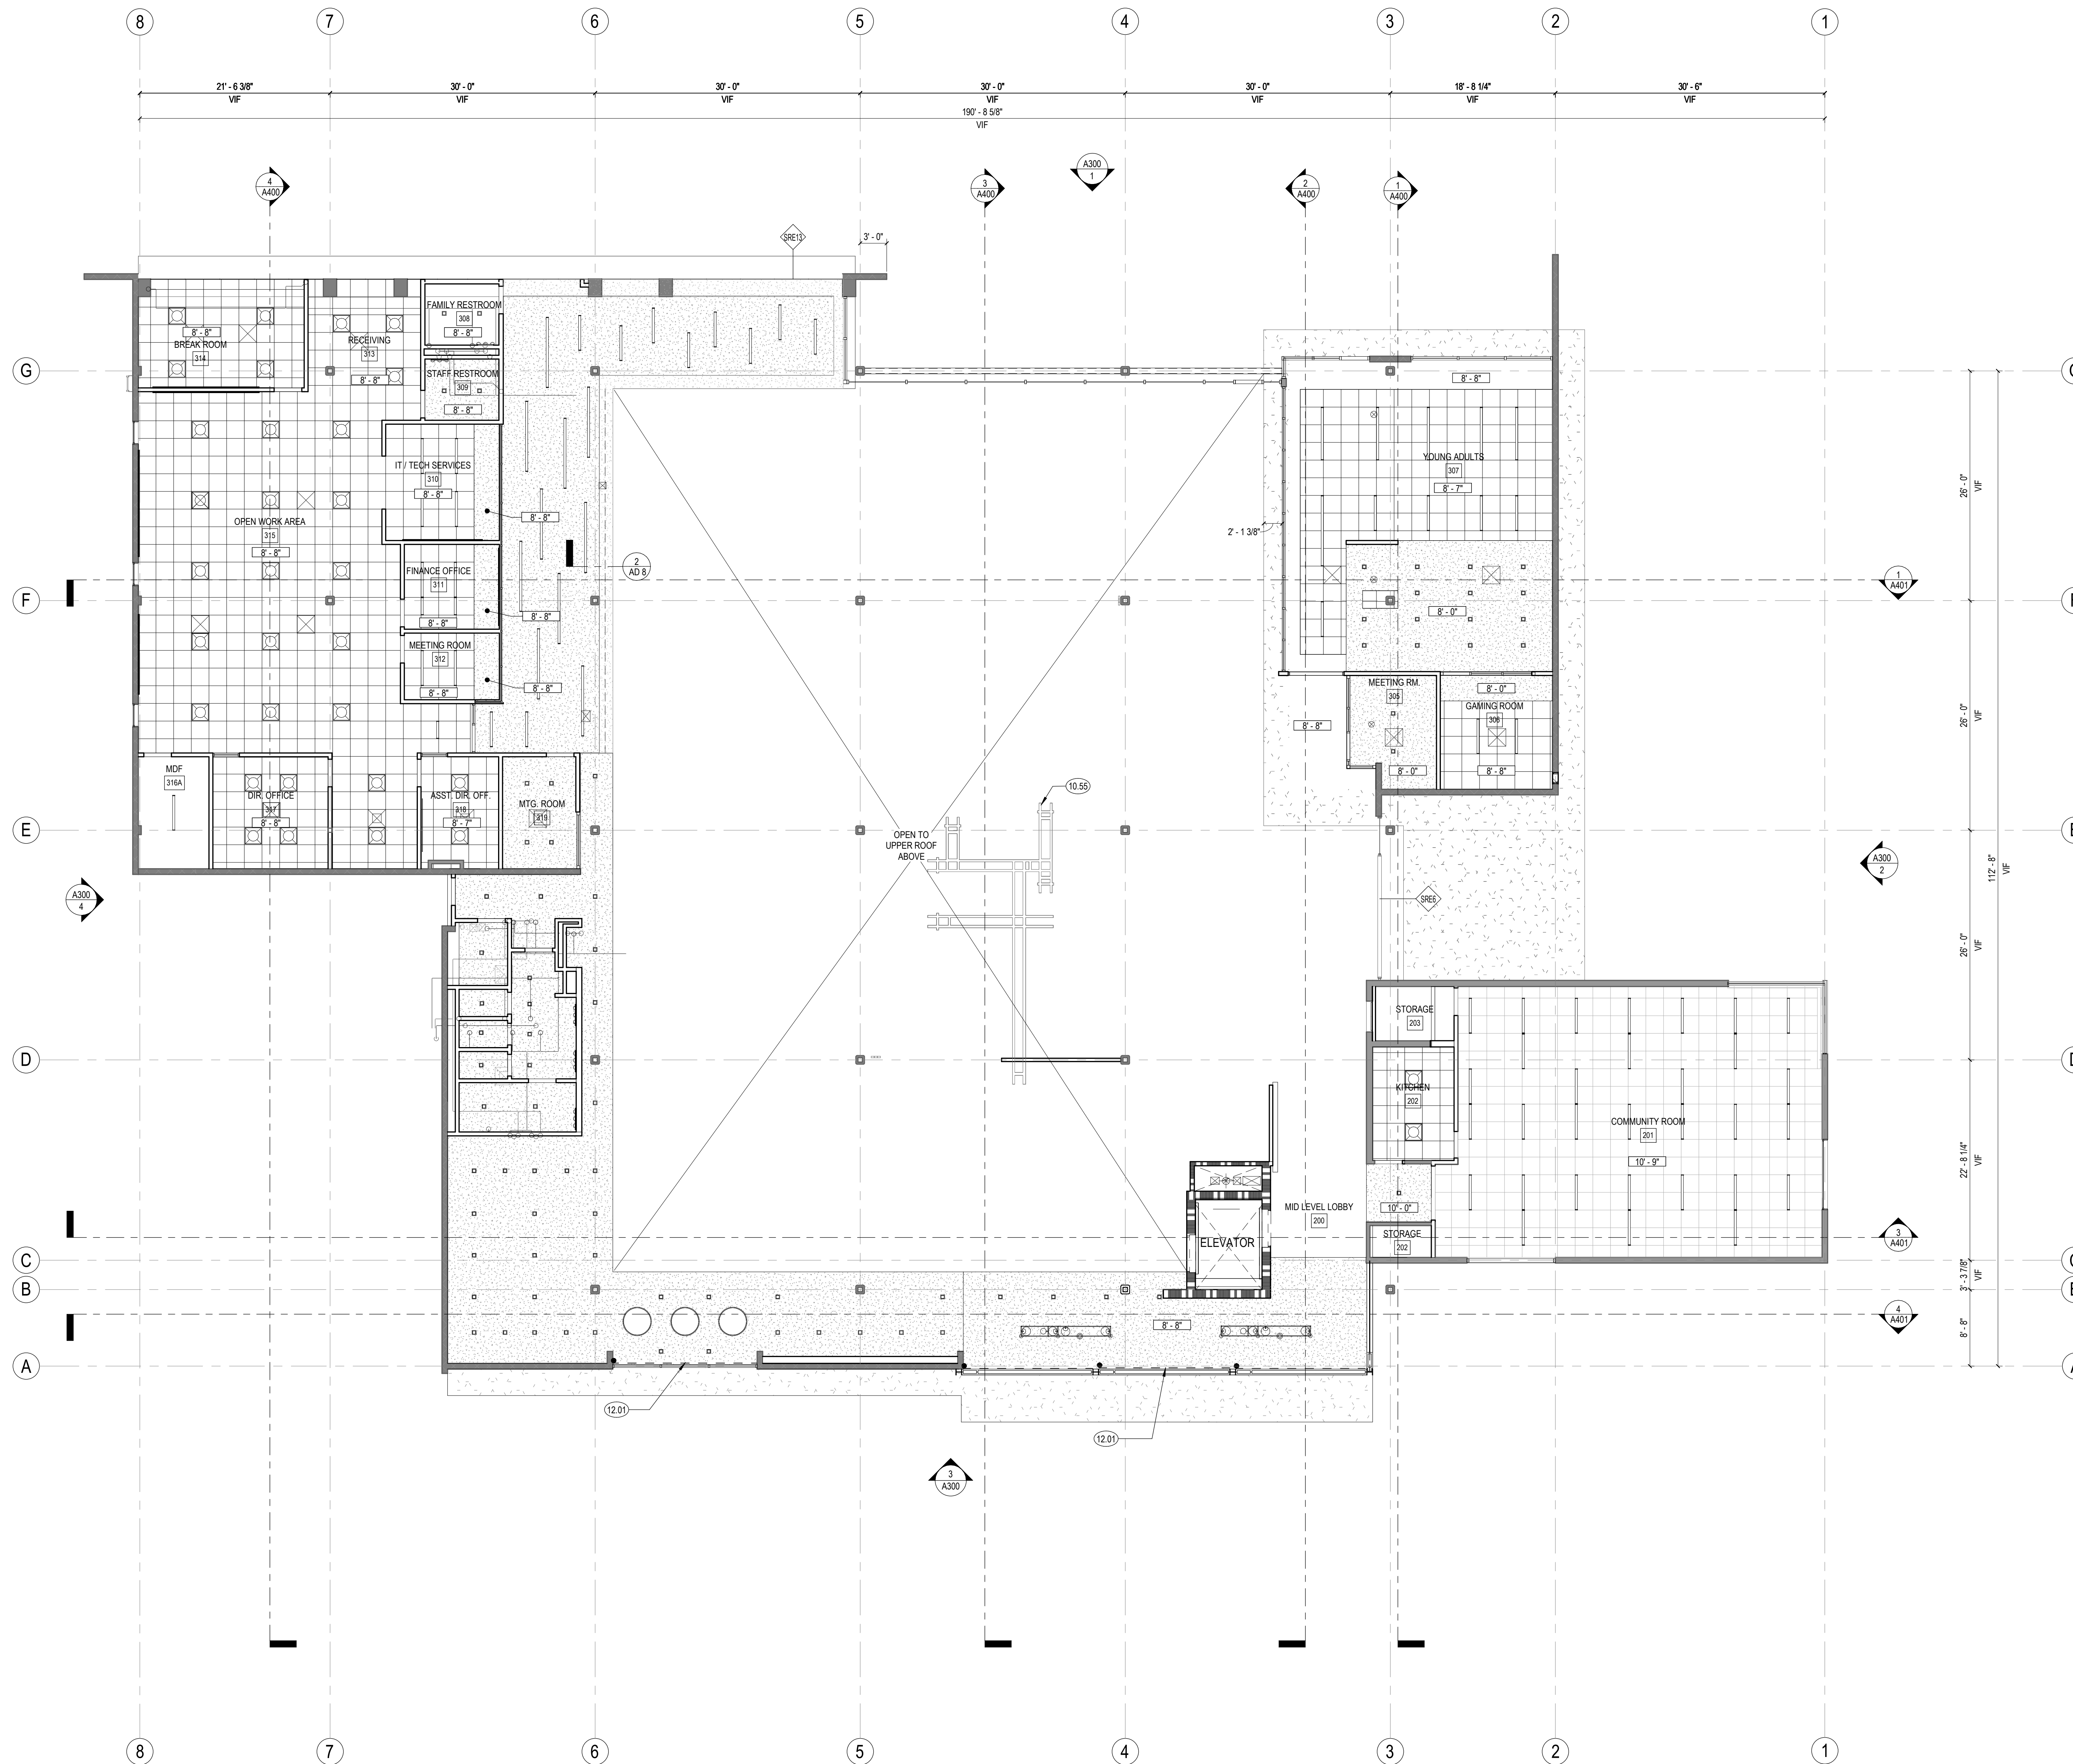 8 7 6 5 4 3 2 1
21' - 6 3/8" 30' - 0" 30' - 0" 30' - 0" 30' - 0" 18' - 8 1/4" 30' - 6"
VIF VIF VIF VIF VIF VIF VIF
190' - 8 5/8"
VIF
A300
1
4
A400
3
A400
2
A400
1
A400
SRE13
3' - 0"
FAMILY RESTROOM
308
8' - 8"
8' - 8"
BREAK ROOM
314
RECEIVING
313
8' - 8"
STAFF RESTROOM
309
8' - 8"
G
8' - 8"
YOUNG ADULTS
307
8' - 7"
IT / TECH SERVICES
310
8' - 8"
8' - 8"
OPEN WORK AREA
315
8' - 8"
2' - 1 3/8"
26' - 0"
VIF
2
AD 8
FINANCE OFFICE
311
8' - 8"
8' - 8"
1
A401
F
8' - 0"
MEETING ROOM
312
8' - 8"
8' - 8"
MEETING RM.
305
8' - 0"
8' - 0"
GAMING ROOM
306
8' - 8"
8' - 8"
26' - 0"
VIF
MDF
316A
DIR. OFFICE
317
8' - 8"
ASST. DIR. OFF.
318
8' - 7"
MTG. ROOM
319
10.55
E
OPEN TO
UPPER ROOF
ABOVE
A300
2
112' - 8"
VIF
A300
4
SRE6
26' - 0"
VIF
STORAGE
203
D
KITCHEN
202
COMMUNITY ROOM
201
10' - 9"
22' - 8 1/4"
VIF
MID LEVEL LOBBY
200
10' - 0"
ELEVATOR
STORAGE
202
3
A401
C
B
3' - 3 7/8"
VIF
8' - 8"
4
A401
8' - 8"
A
12.01
12.01
3
A300
8 7 6 5 4 3 2 1